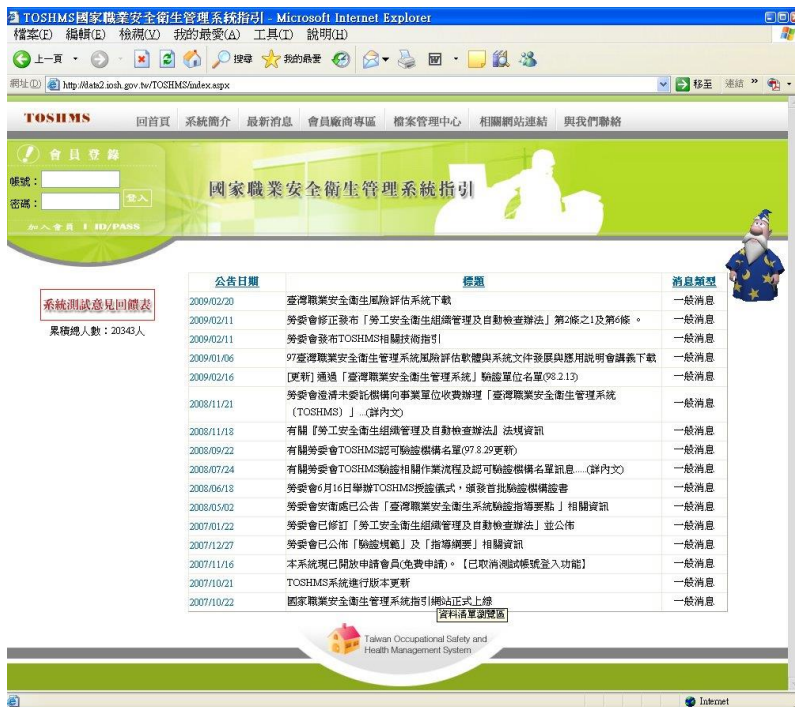 TOSHMS國家職業安全衛生管理系統指引 - Microsoft Internet Explorer
檔案(F) 編輯(E) 檢視(V) 我的最愛(A) 工具(T) 說明(H)
上一頁 搜尋 我的最愛
網址(D) http://data2.iosh.gov.tw/TOSHMS/index.aspx 移至 連結 »
TOSHMS 回首頁 系統簡介 最新消息 會員廠商專區 檔案管理中心 相關網站連結 與我們聯絡
會員登錄
帳號：
密碼： 登入
加入會員 | ID/PASS
國家職業安全衛生管理系統指引
系統測試意見回饋表
累積總人數：20343人
公告日期 標題 消息類型
2009/02/20 臺灣職業安全衛生風險評估系統下載 一般消息
2009/02/11 勞委會修正發布「勞工安全衛生組織管理及自動檢查辦法」第2條之1及第6條 。 一般消息
2009/02/11 勞委會發布TOSHMS相關技術指引 一般消息
2009/01/06 97臺灣職業安全衛生管理系統風險評估軟體與系統文件發展與應用說明會講義下載 一般消息
2009/02/16 [更新] 通過「臺灣職業安全衛生管理系統」驗證單位名單(98.2.13) 一般消息
2008/11/21 勞委會澄清未委託機構向事業單位收費辦理「臺灣職業安全衛生管理系統 一般消息
（TOSHMS）」...(詳內文)
2008/11/18 有關『勞工安全衛生組織管理及自動檢查辦法』法規資訊 一般消息
2008/09/22 有關勞委會TOSHMS認可驗證機構名單(97.8.29更新) 一般消息
2008/07/24 有關勞委會TOSHMS驗證相關作業流程及認可驗證機構名單訊息.....(詳內文) 一般消息
2008/06/18 勞委會6月16日舉辦TOSHMS授證儀式，頒發首批驗證機構證書 一般消息
2008/05/02 勞委會安衛處已公告「臺灣職業安全衛生系統驗證指導要點 」相關資訊 一般消息
2007/01/22 勞委會已修訂「勞工安全衛生組織管理及自動檢查辦法」並公佈 一般消息
2007/12/27 勞委會已公佈「驗證規範」及「指導綱要」相關資訊 一般消息
2007/11/16 本系統現已開放申請會員(免費申請)。【已取消測試帳號登入功能】 一般消息
2007/10/21 TOSHMS系統進行版本更新 一般消息
2007/10/22 國家職業安全衛生管理系統指引網站正式上線 一般消息
資料清單瀏覽區
Taiwan Occupational Safety and
Health Management System
Internet